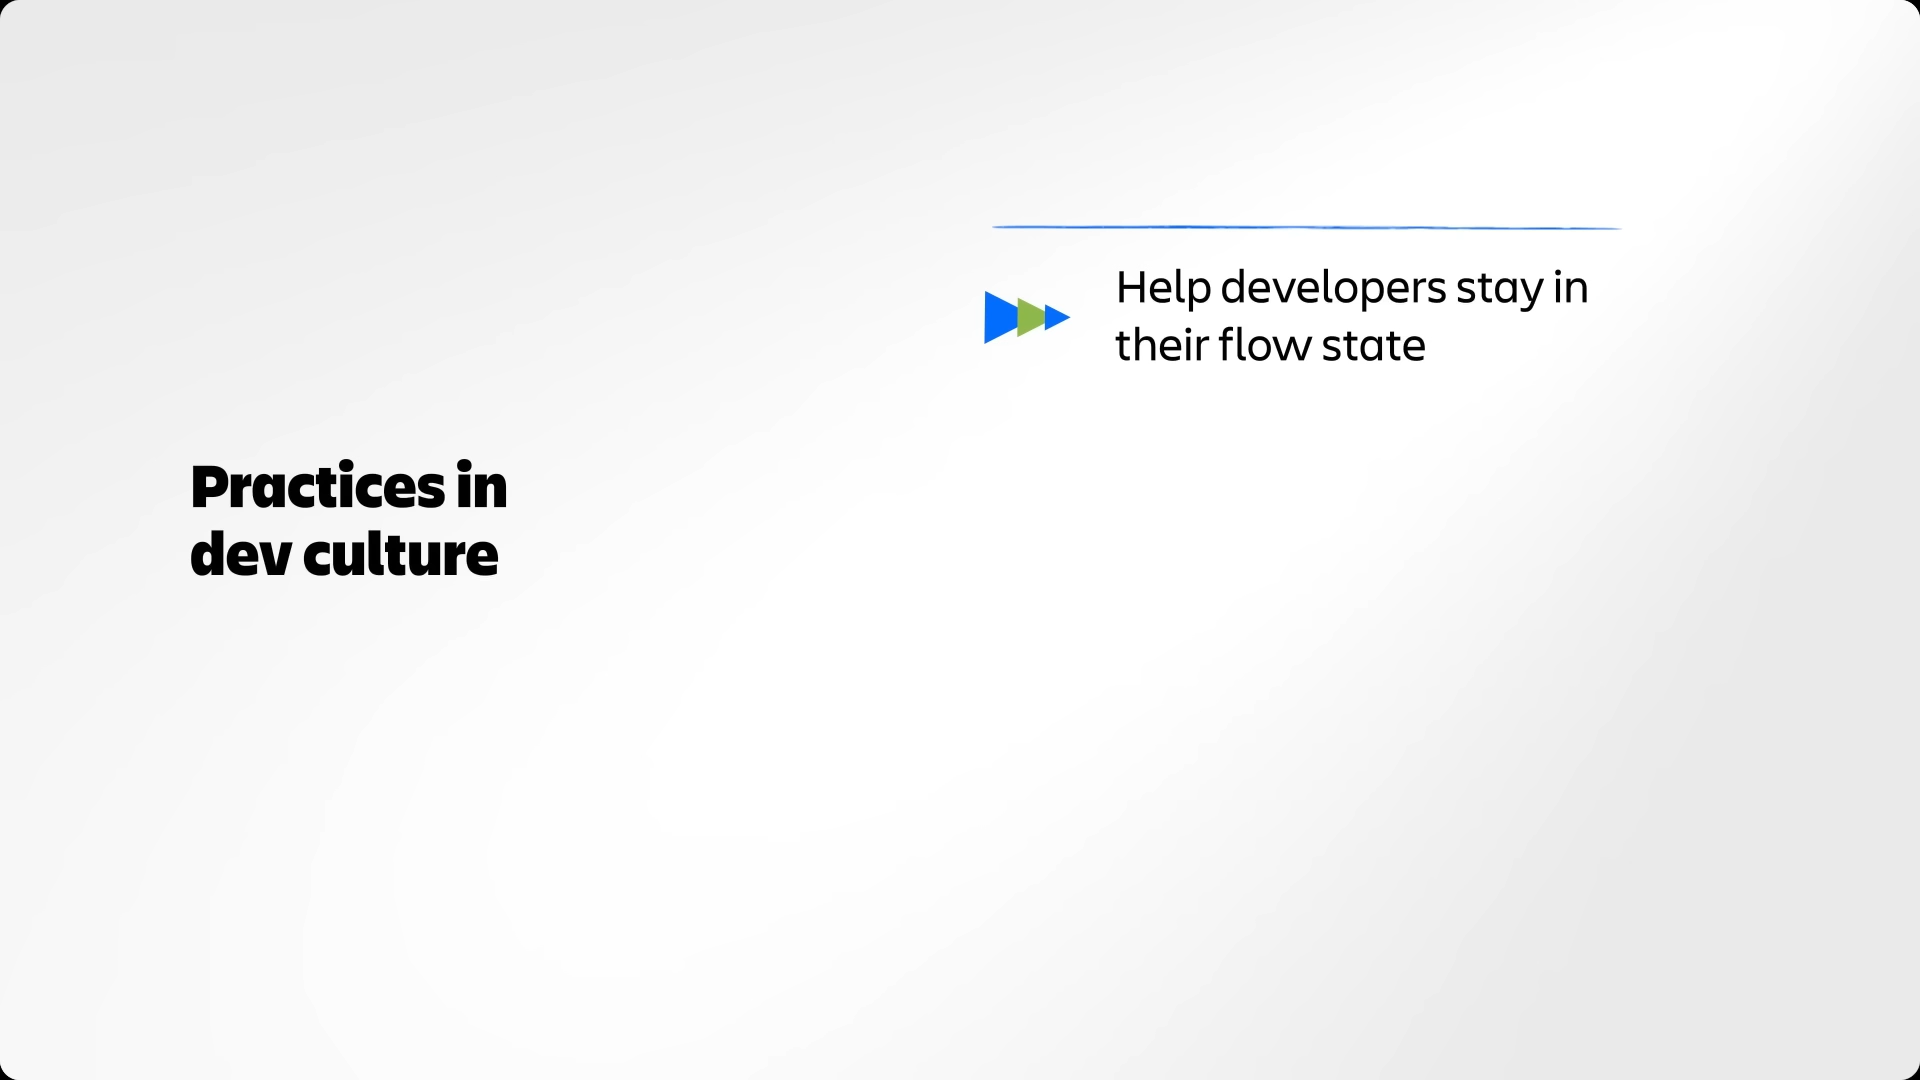 Practices in
dev culture
Help developers stay in
their flow state